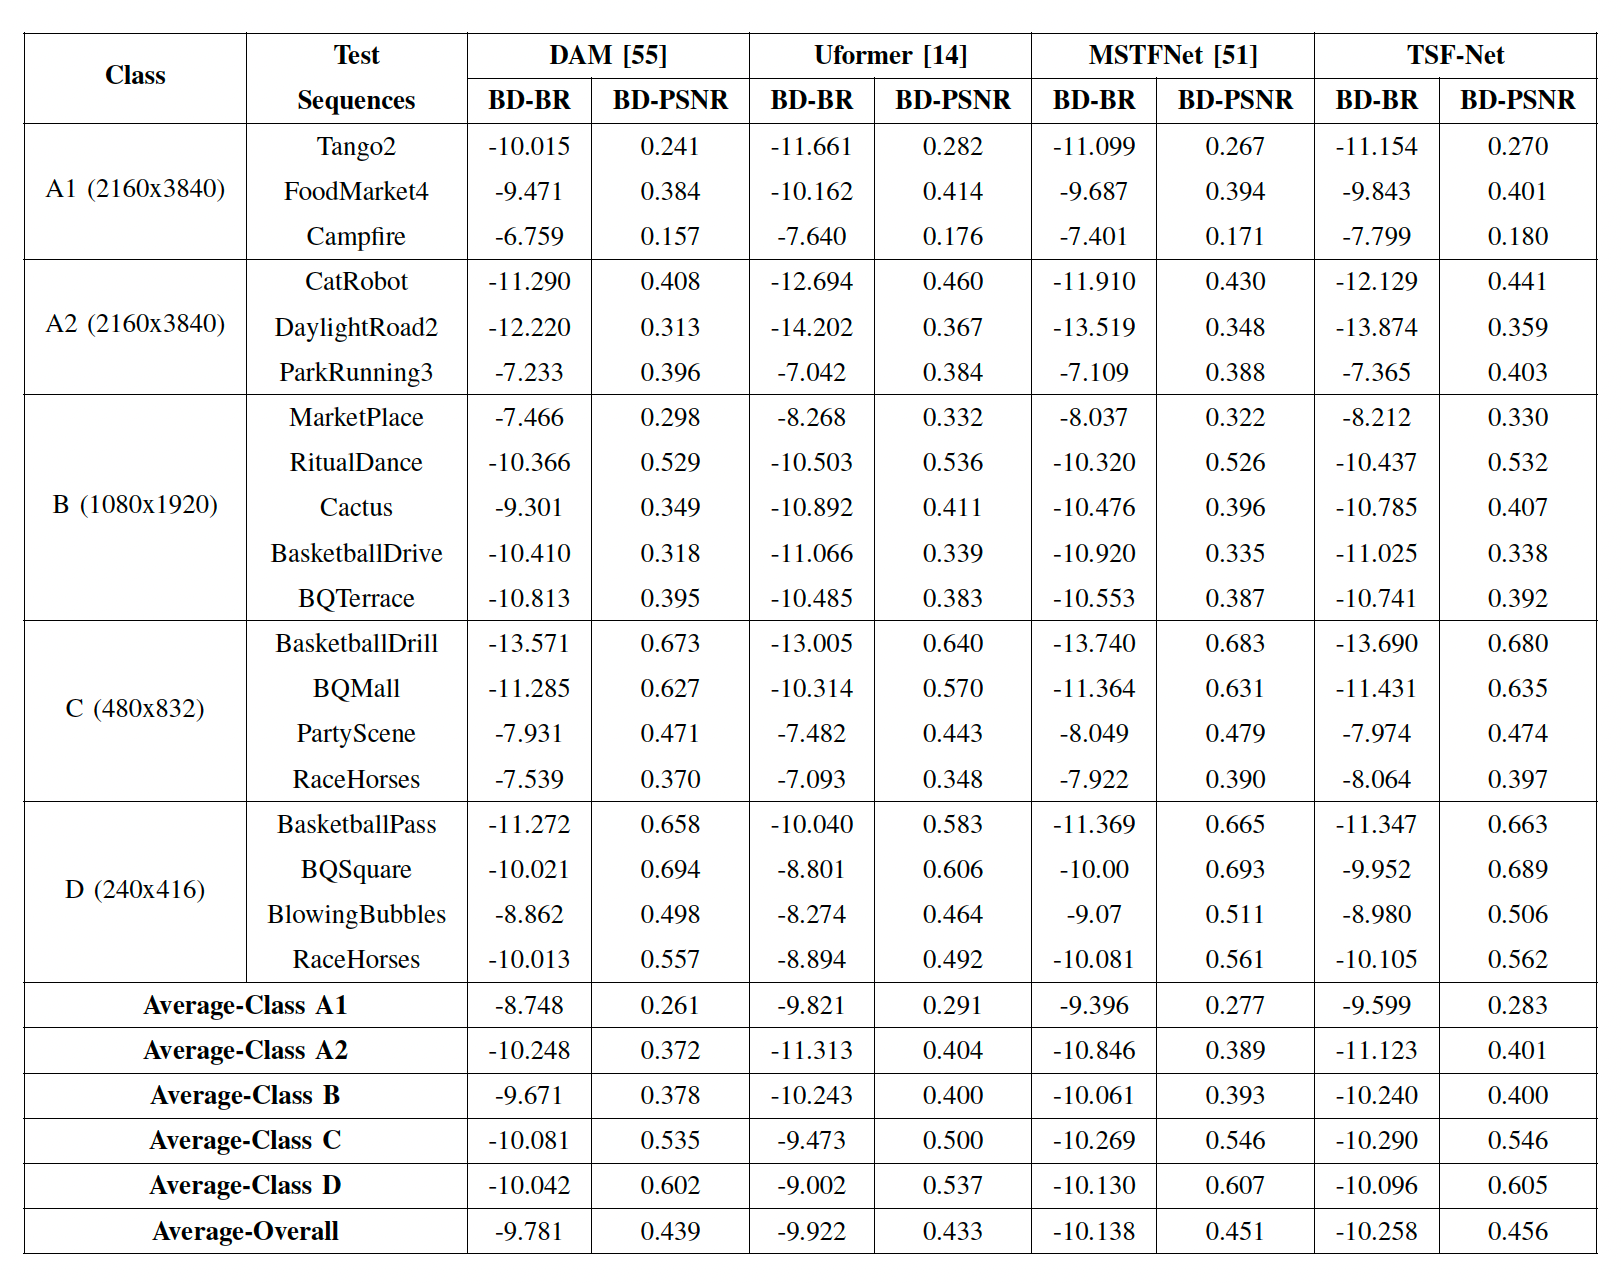 Class Test Sequences DAM [55] Uformer [14] MSTFNet [51] TSF-Net
BD-BR BD-PSNR BD-BR BD-PSNR BD-BR BD-PSNR BD-BR BD-PSNR
A1 (2160x3840) Tango2 -10.015 0.241 -11.661 0.282 -11.099 0.267 -11.154 0.270
FoodMarket4 -9.471 0.384 -10.162 0.414 -9.687 0.394 -9.843 0.401
Campfire -6.759 0.157 -7.640 0.176 -7.401 0.171 -7.799 0.180
A2 (2160x3840) CatRobot -11.290 0.408 -12.694 0.460 -11.910 0.430 -12.129 0.441
DaylightRoad2 -12.220 0.313 -14.202 0.367 -13.519 0.348 -13.874 0.359
ParkRunning3 -7.233 0.396 -7.042 0.384 -7.109 0.388 -7.365 0.403
B (1080x1920) MarketPlace -7.466 0.298 -8.268 0.332 -8.037 0.322 -8.212 0.330
RitualDance -10.366 0.529 -10.503 0.536 -10.320 0.526 -10.437 0.532
Cactus -9.301 0.349 -10.892 0.411 -10.476 0.396 -10.785 0.407
BasketballDrive -10.410 0.318 -11.066 0.339 -10.920 0.335 -11.025 0.338
BQTerrace -10.813 0.395 -10.485 0.383 -10.553 0.387 -10.741 0.392
C (480x832) BasketballDrill -13.571 0.673 -13.005 0.640 -13.740 0.683 -13.690 0.680
BQMall -11.285 0.627 -10.314 0.570 -11.364 0.631 -11.431 0.635
PartyScene -7.931 0.471 -7.482 0.443 -8.049 0.479 -7.974 0.474
RaceHorses -7.539 0.370 -7.093 0.348 -7.922 0.390 -8.064 0.397
D (240x416) BasketballPass -11.272 0.658 -10.040 0.583 -11.369 0.665 -11.347 0.663
BQSquare -10.021 0.694 -8.801 0.606 -10.00 0.693 -9.952 0.689
BlowingBubbles -8.862 0.498 -8.274 0.464 -9.07 0.511 -8.980 0.506
RaceHorses -10.013 0.557 -8.894 0.492 -10.081 0.561 -10.105 0.562
Average-Class A1 -8.748 0.261 -9.821 0.291 -9.396 0.277 -9.599 0.283
Average-Class A2 -10.248 0.372 -11.313 0.404 -10.846 0.389 -11.123 0.401
Average-Class B -9.671 0.378 -10.243 0.400 -10.061 0.393 -10.240 0.400
Average-Class C -10.081 0.535 -9.473 0.500 -10.269 0.546 -10.290 0.546
Average-Class D -10.042 0.602 -9.002 0.537 -10.130 0.607 -10.096 0.605
Average-Overall -9.781 0.439 -9.922 0.433 -10.138 0.451 -10.258 0.456